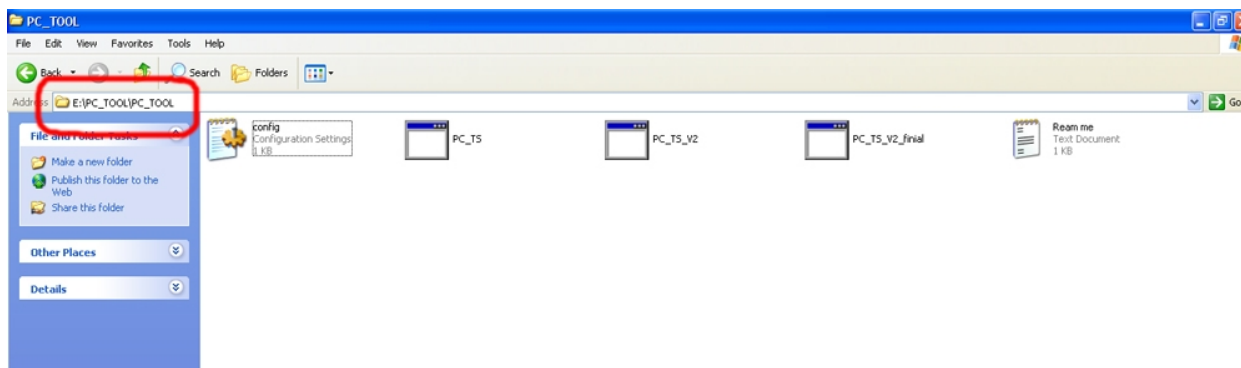 PC_TOOL
File Edit View Favorites Tools Help
Back Search Folders
Address E:\PC_TOOL\PC_TOOL Go
File and Folder Tasks
Make a new folder
Publish this folder to the
Web
Share this folder
Other Places
Details
config
Configuration Settings
1 KB
PC_TS
PC_TS_V2
PC_TS_V2_finial
Ream me
Text Document
1 KB